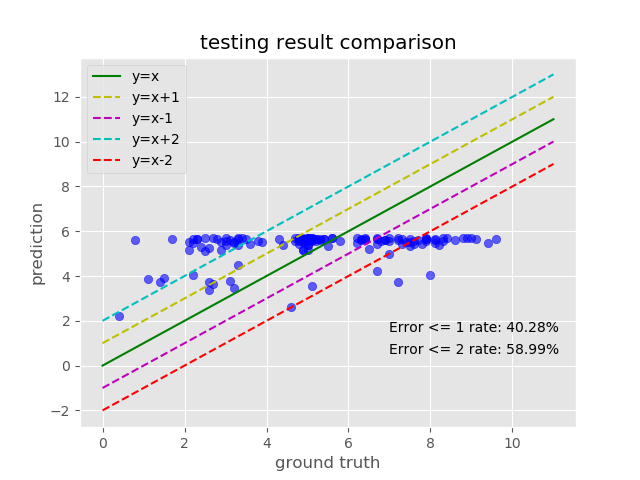 testing result comparison
y=x
y=x+1
y=x-1
y=x+2
y=x-2
12
10
8
6
4
2
0
−2
prediction
Error <= 1 rate: 40.28%
Error <= 2 rate: 58.99%
0 2 4 6 8 10
ground truth